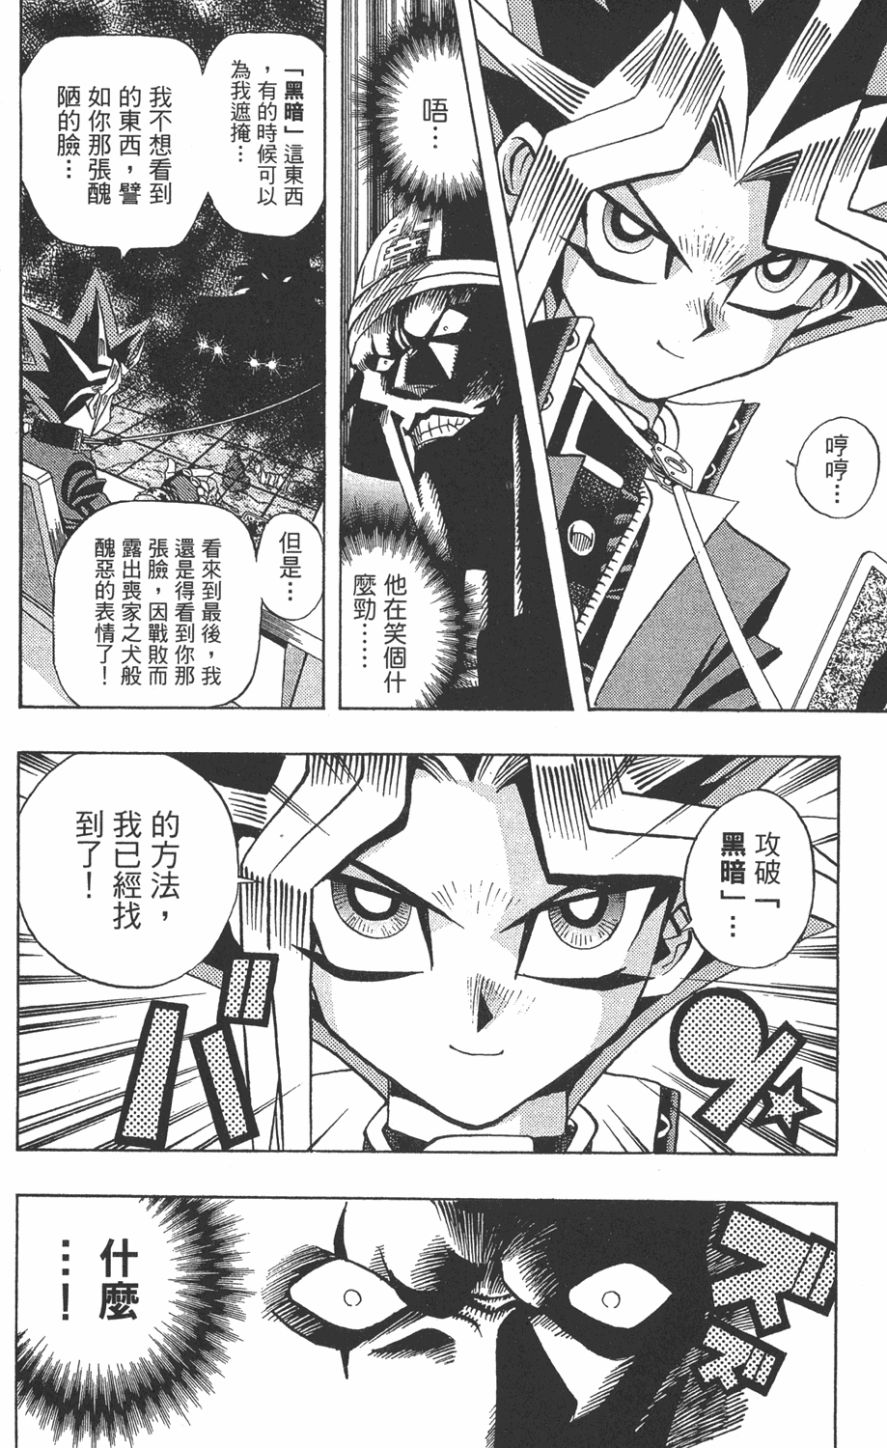 哼哼…
唔…
他在笑個什
麼勁……
「黑暗」這東西
，有的時候可以
為我遮掩…
我不想看到
的東西，譬
如你那張醜
陋的臉…
但是…
看來到最後，我
還是得看到你那
張臉，因戰敗而
露出喪家之犬般
醜惡的表情了！
攻破「
黑暗」…
的方法，
我已經找
到了！
バ
ン
ズズ
什麼
…！